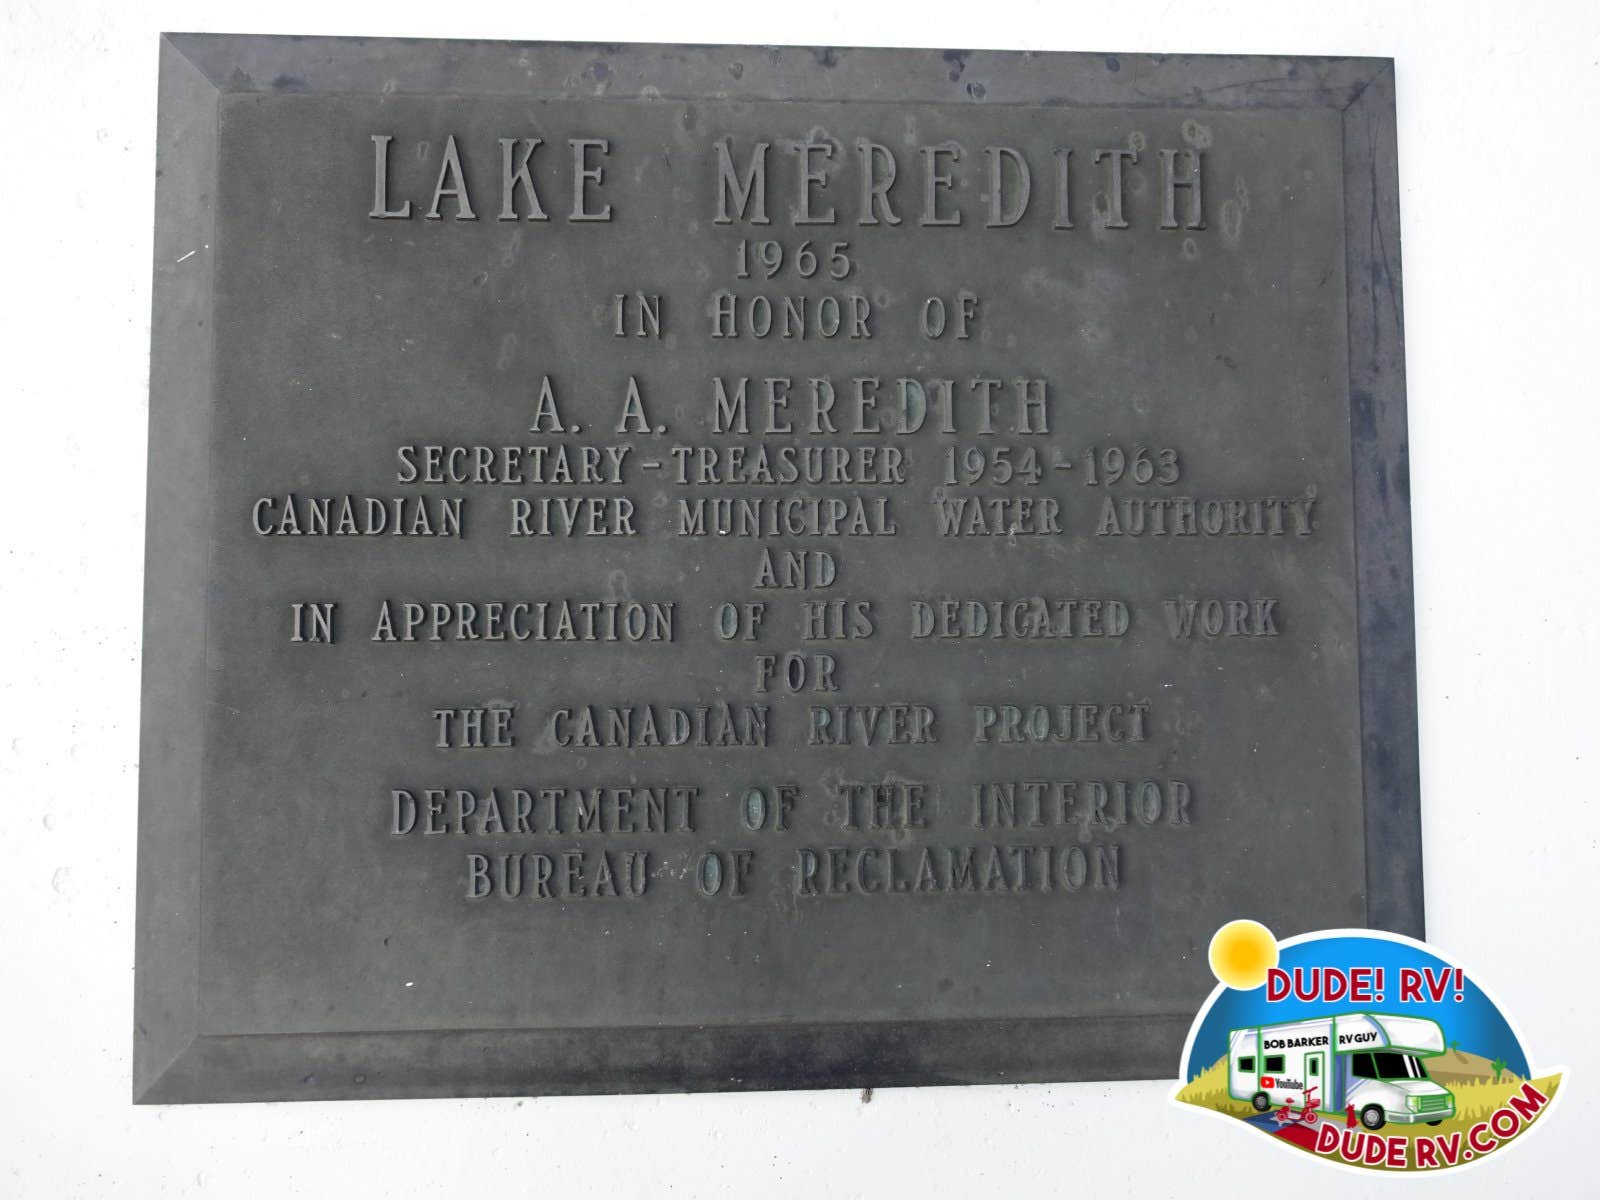 LAKE MEREDITH
1965
IN HONOR OF
A. A. MEREDITH
SECRETARY-TREASURER 1954-1963
CANADIAN RIVER MUNICIPAL WATER AUTHORITY
AND
IN APPRECIATION OF HIS DEDICATED WORK
FOR
THE CANADIAN RIVER PROJECT
DEPARTMENT OF THE INTERIOR
BUREAU OF RECLAMATION
DUDE! RV!
BOB BARKER RV GUY
YouTube
DUDE RV.COM